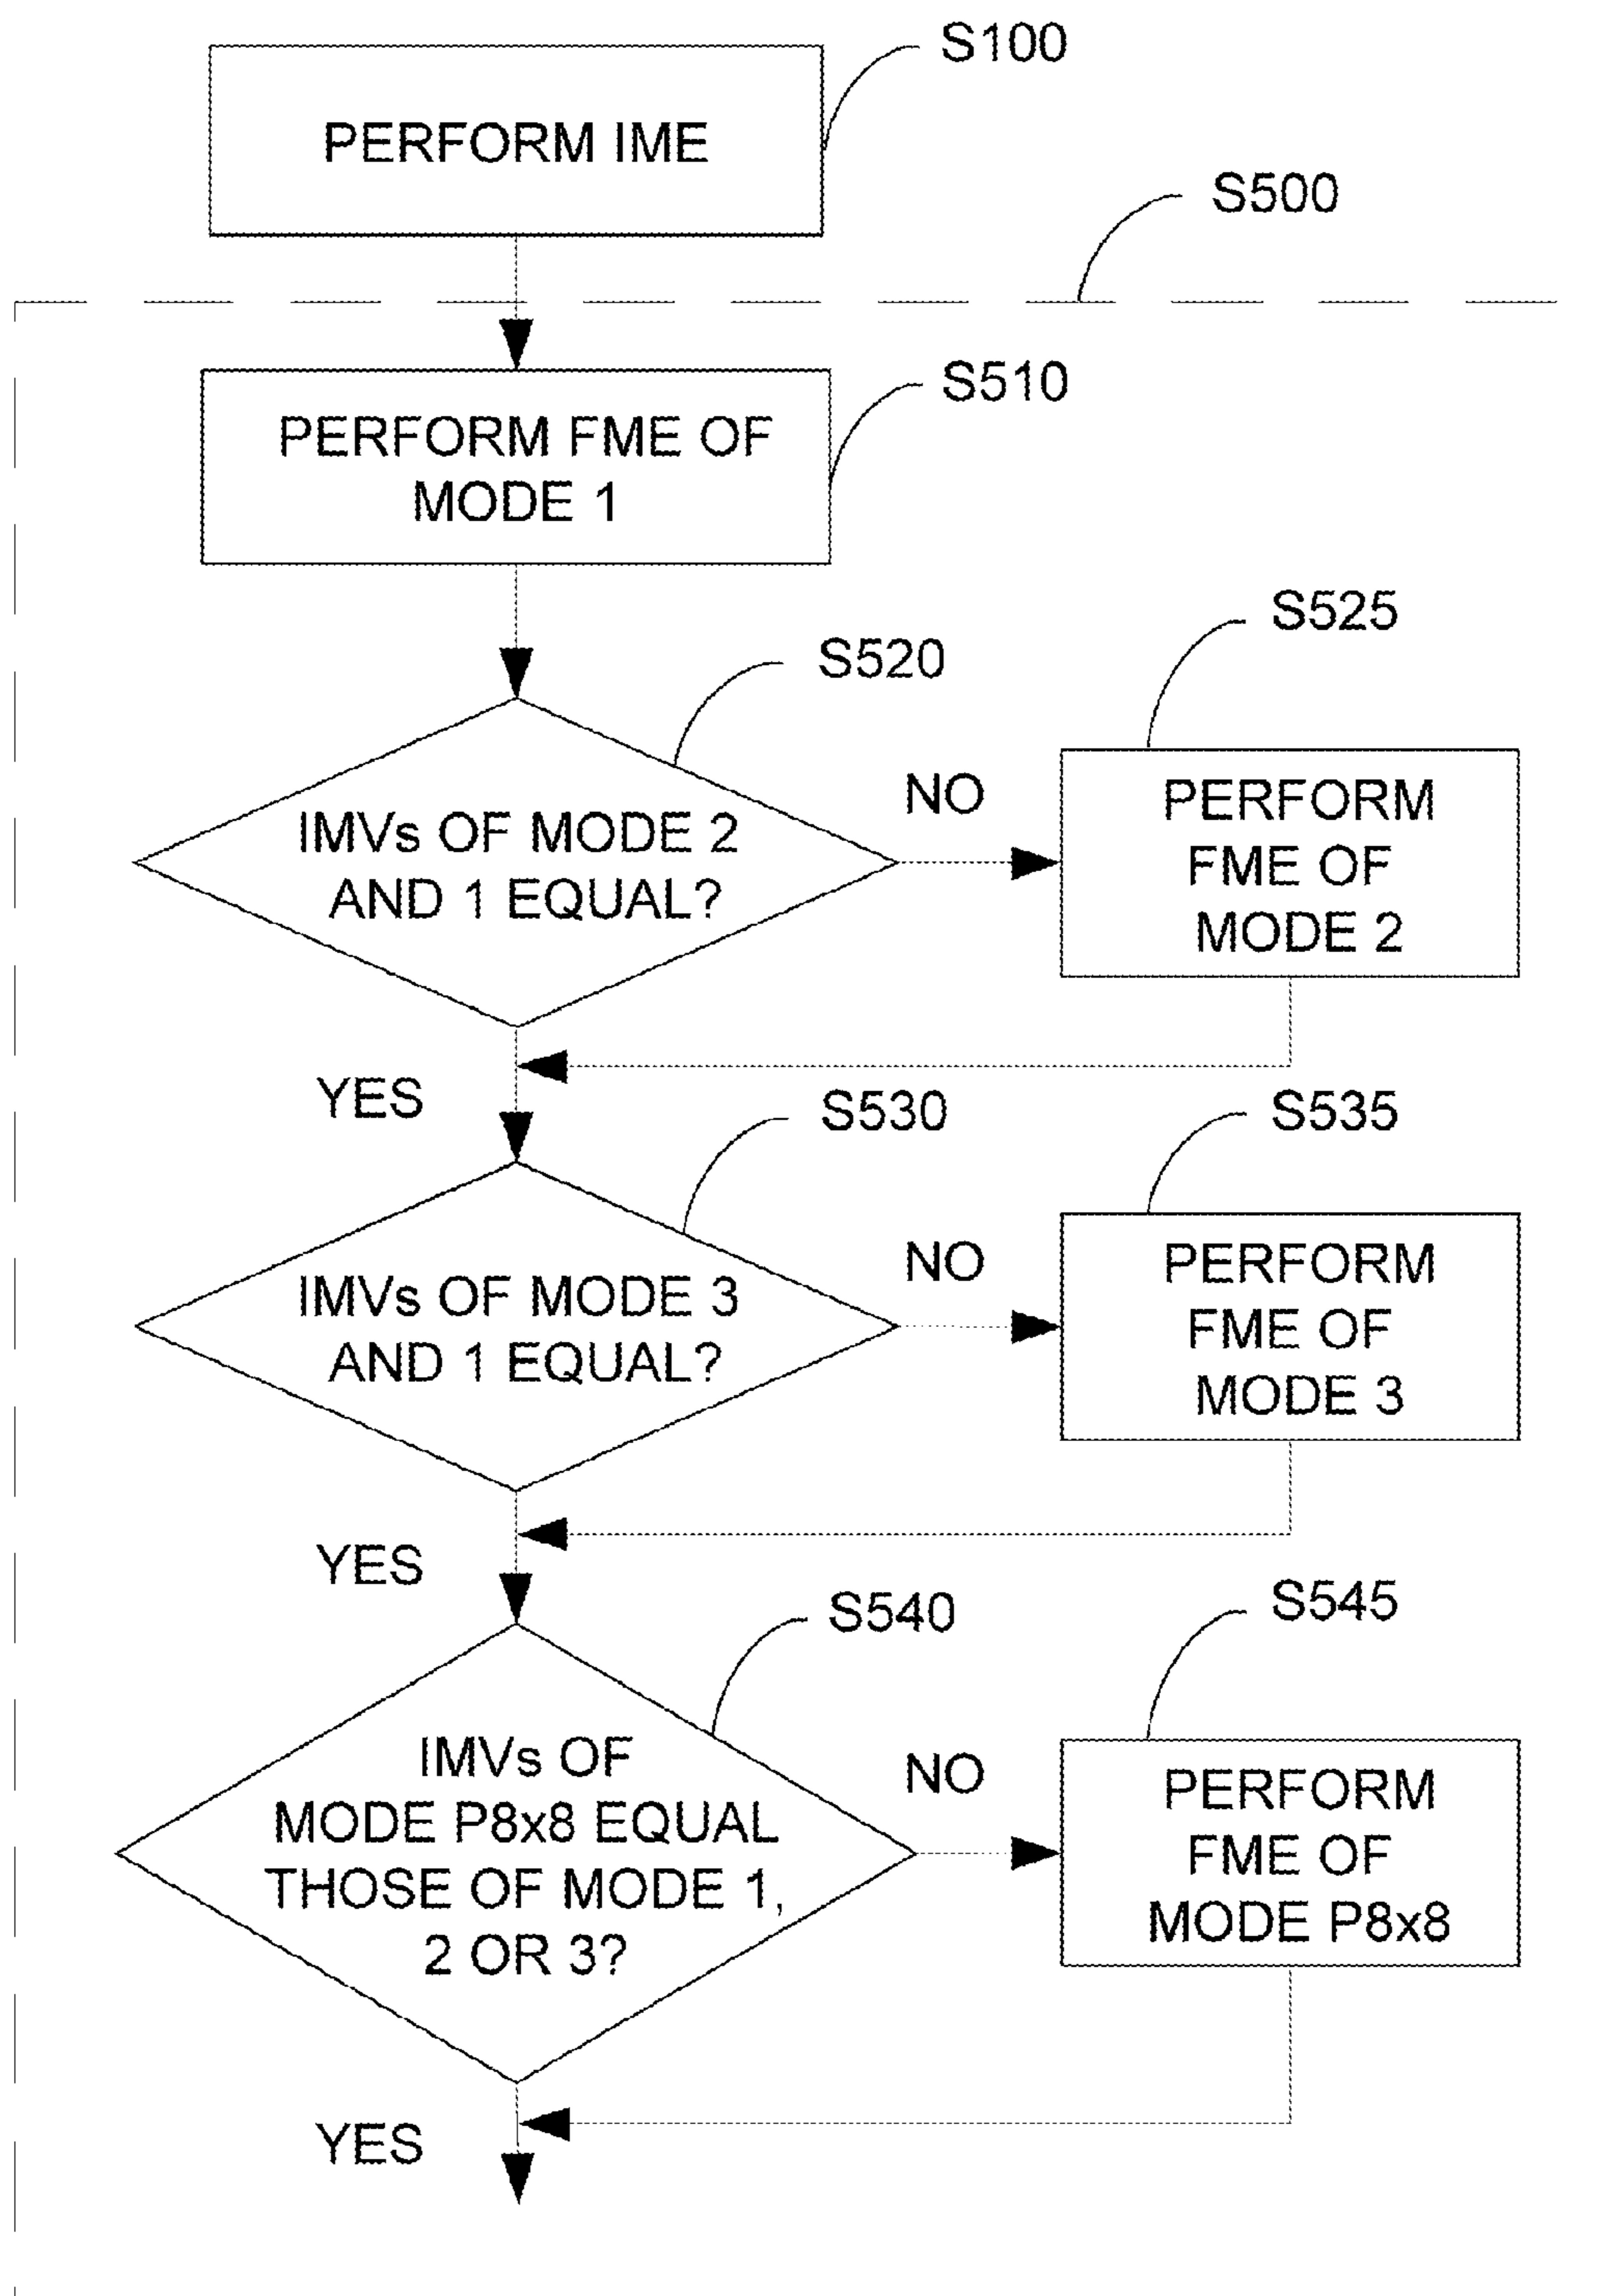 S100
PERFORM IME
S500
S510
PERFORM FME OF
MODE 1
S525
S520
NO
IMVs OF MODE 2
AND 1 EQUAL?
PERFORM
FME OF
MODE 2
YES
S530
S535
NO
IMVs OF MODE 3
AND 1 EQUAL?
PERFORM
FME OF
MODE 3
YES
S540
S545
NO
IMVs OF
MODE P8x8 EQUAL
THOSE OF MODE 1,
2 OR 3?
PERFORM
FME OF
MODE P8x8
YES